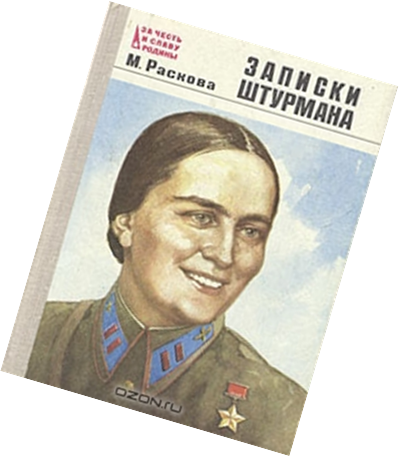 ЗА ЧЕСТЬ
И СЛАВУ
РОДИНЫ
М. Раскова
ЗАПИСКИ
ШТУРМАНА
OZON.RU